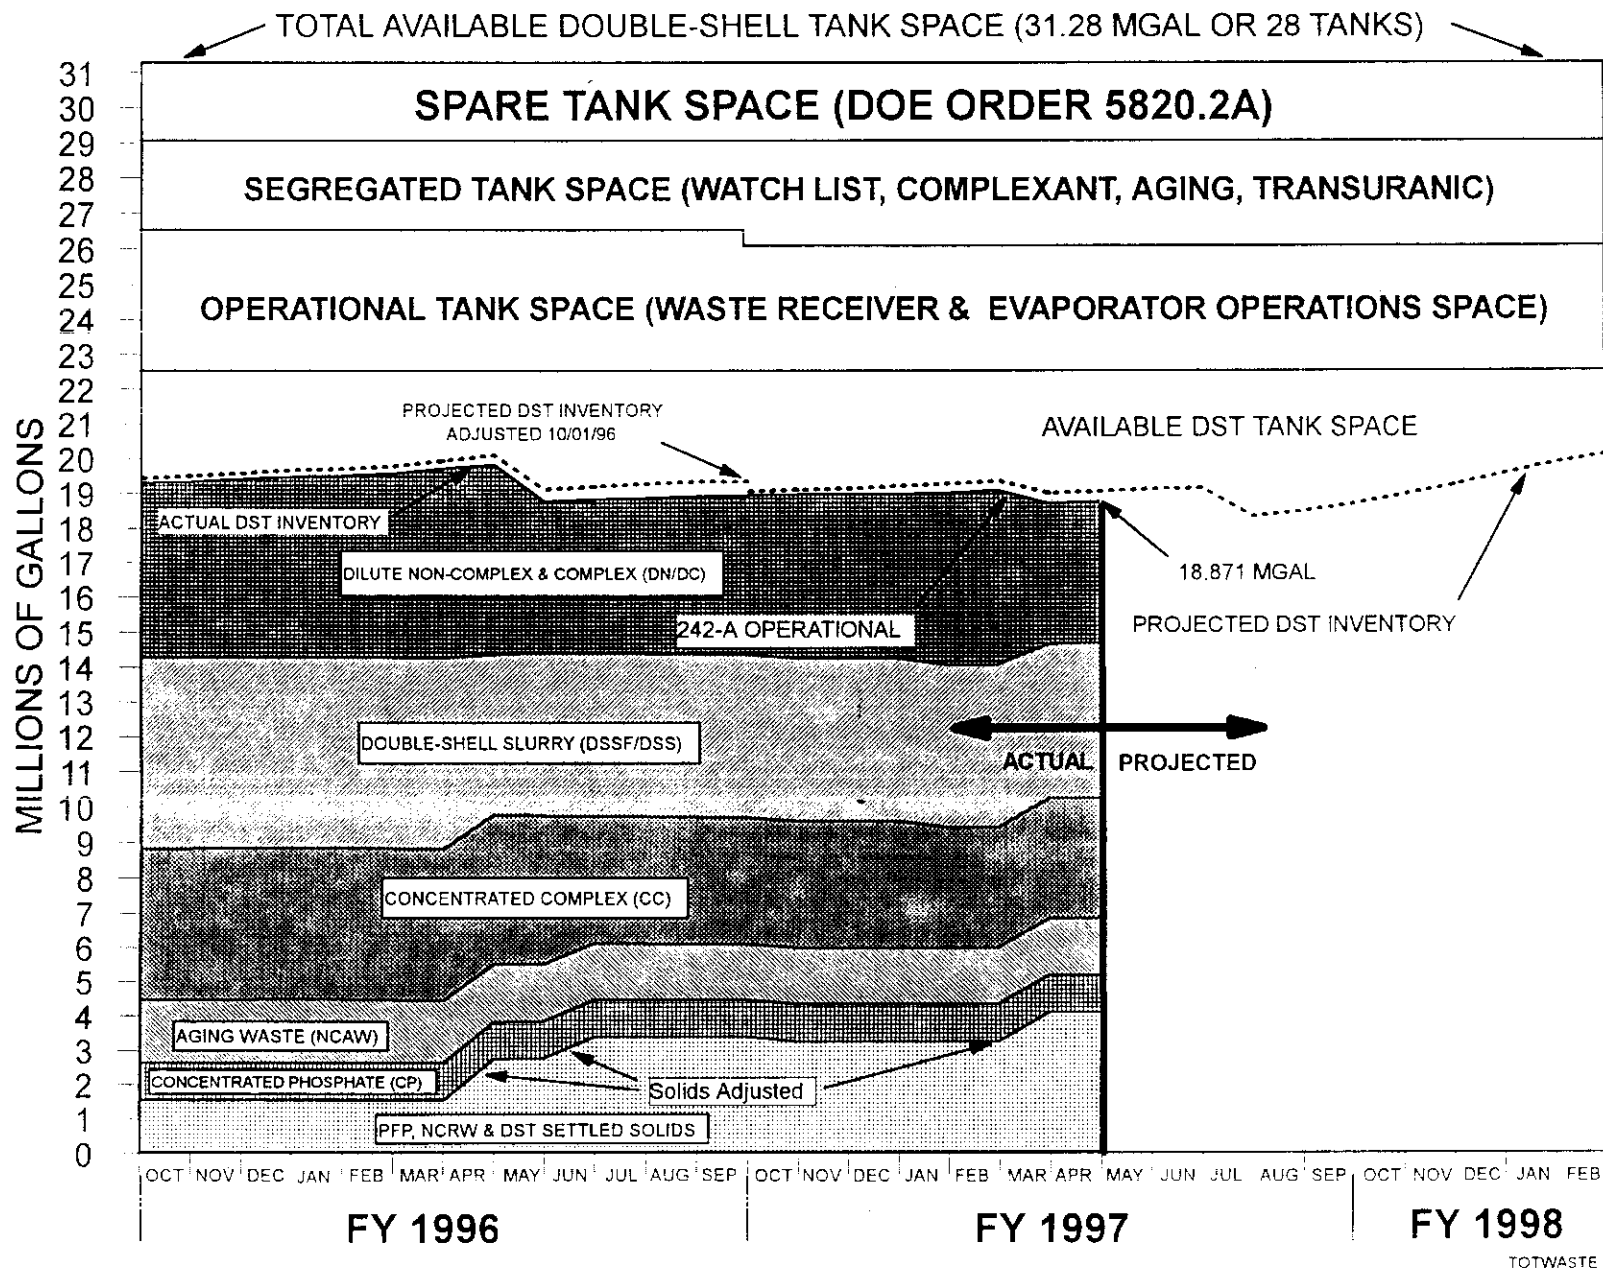 TOTAL AVAILABLE DOUBLE-SHELL TANK SPACE (31.28 MGAL OR 28 TANKS)
SPARE TANK SPACE (DOE ORDER 5820.2A)
SEGREGATED TANK SPACE (WATCH LIST, COMPLEXANT, AGING, TRANSURANIC)
OPERATIONAL TANK SPACE (WASTE RECEIVER & EVAPORATOR OPERATIONS SPACE)
PROJECTED DST INVENTORY
ADJUSTED 10/01/96
AVAILABLE DST TANK SPACE
ACTUAL DST INVENTORY
DILUTE NON-COMPLEX & COMPLEX (DN/DC)
18.871 MGAL
242-A OPERATIONAL
PROJECTED DST INVENTORY
DOUBLE-SHELL SLURRY (DSSF/DSS)
ACTUAL PROJECTED
CONCENTRATED COMPLEX (CC)
AGING WASTE (NCAW)
CONCENTRATED PHOSPHATE (CP)
Solids Adjusted
PFP, NCRW & DST SETTLED SOLIDS
MILLIONS OF GALLONS
31
30
29
28
27
26
25
24
23
22
21
20
19
18
17
16
15
14
13
12
11
10
9
8
7
6
5
4
3
2
1
0
OCT NOV DEC JAN FEB MAR APR MAY JUN JUL AUG SEP OCT NOV DEC JAN FEB MAR APR MAY JUN JUL AUG SEP OCT NOV DEC JAN FEB
FY 1996 FY 1997 FY 1998
TOTWASTE